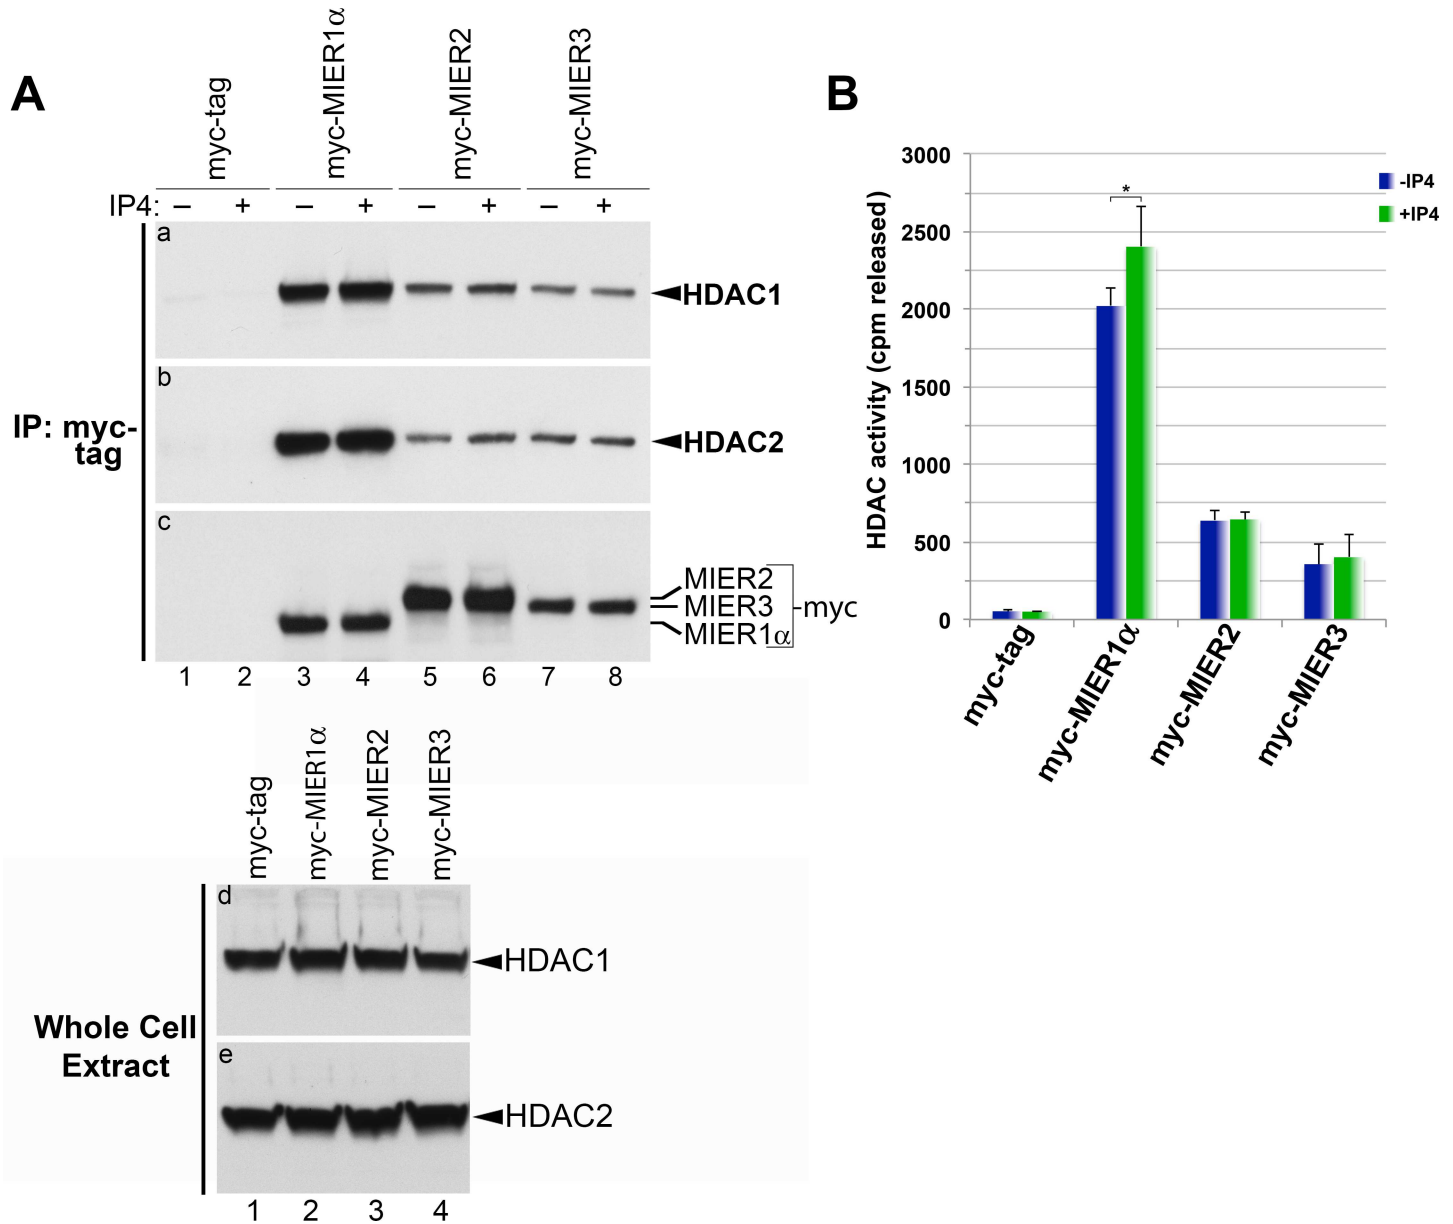 A
myc-tag
myc-MIER1α
myc-MIER2
myc-MIER3
IP4: – + – + – + – +
a
HDAC1
b
HDAC2
IP: myc-
tag
c
MIER2
MIER3
MIER1α
myc
1 2 3 4 5 6 7 8
myc-tag
myc-MIER1α
myc-MIER2
myc-MIER3
d
HDAC1
Whole Cell
Extract
e
HDAC2
1 2 3 4
B
HDAC activity (cpm released)
3000
2500
2000
1500
1000
500
0
*
-IP4
+IP4
myc-tag
myc-MIER1α
myc-MIER2
myc-MIER3